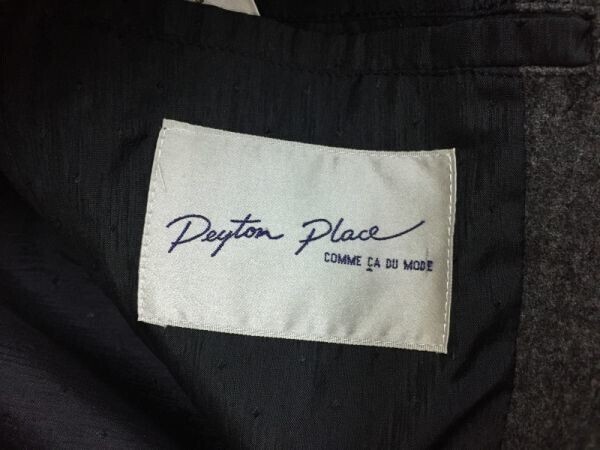 Peyton Place
COMME ÇA DU MODE